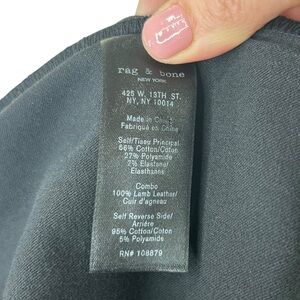 rag & bone
NEW YORK
425 W. 13TH ST.
NY, NY 10014
Made in China
Fabriqué en Chine
Self/Tissu Principal
66% Cotton/Coton
27% Polyamide
2% Elastane/
Elasthanne
Combo
100% Lamb Leather/
Cuir d'agneau
Self Reverse Side/
Arrière
95% Cotton/Coton
5% Polyamide
RN# 108879